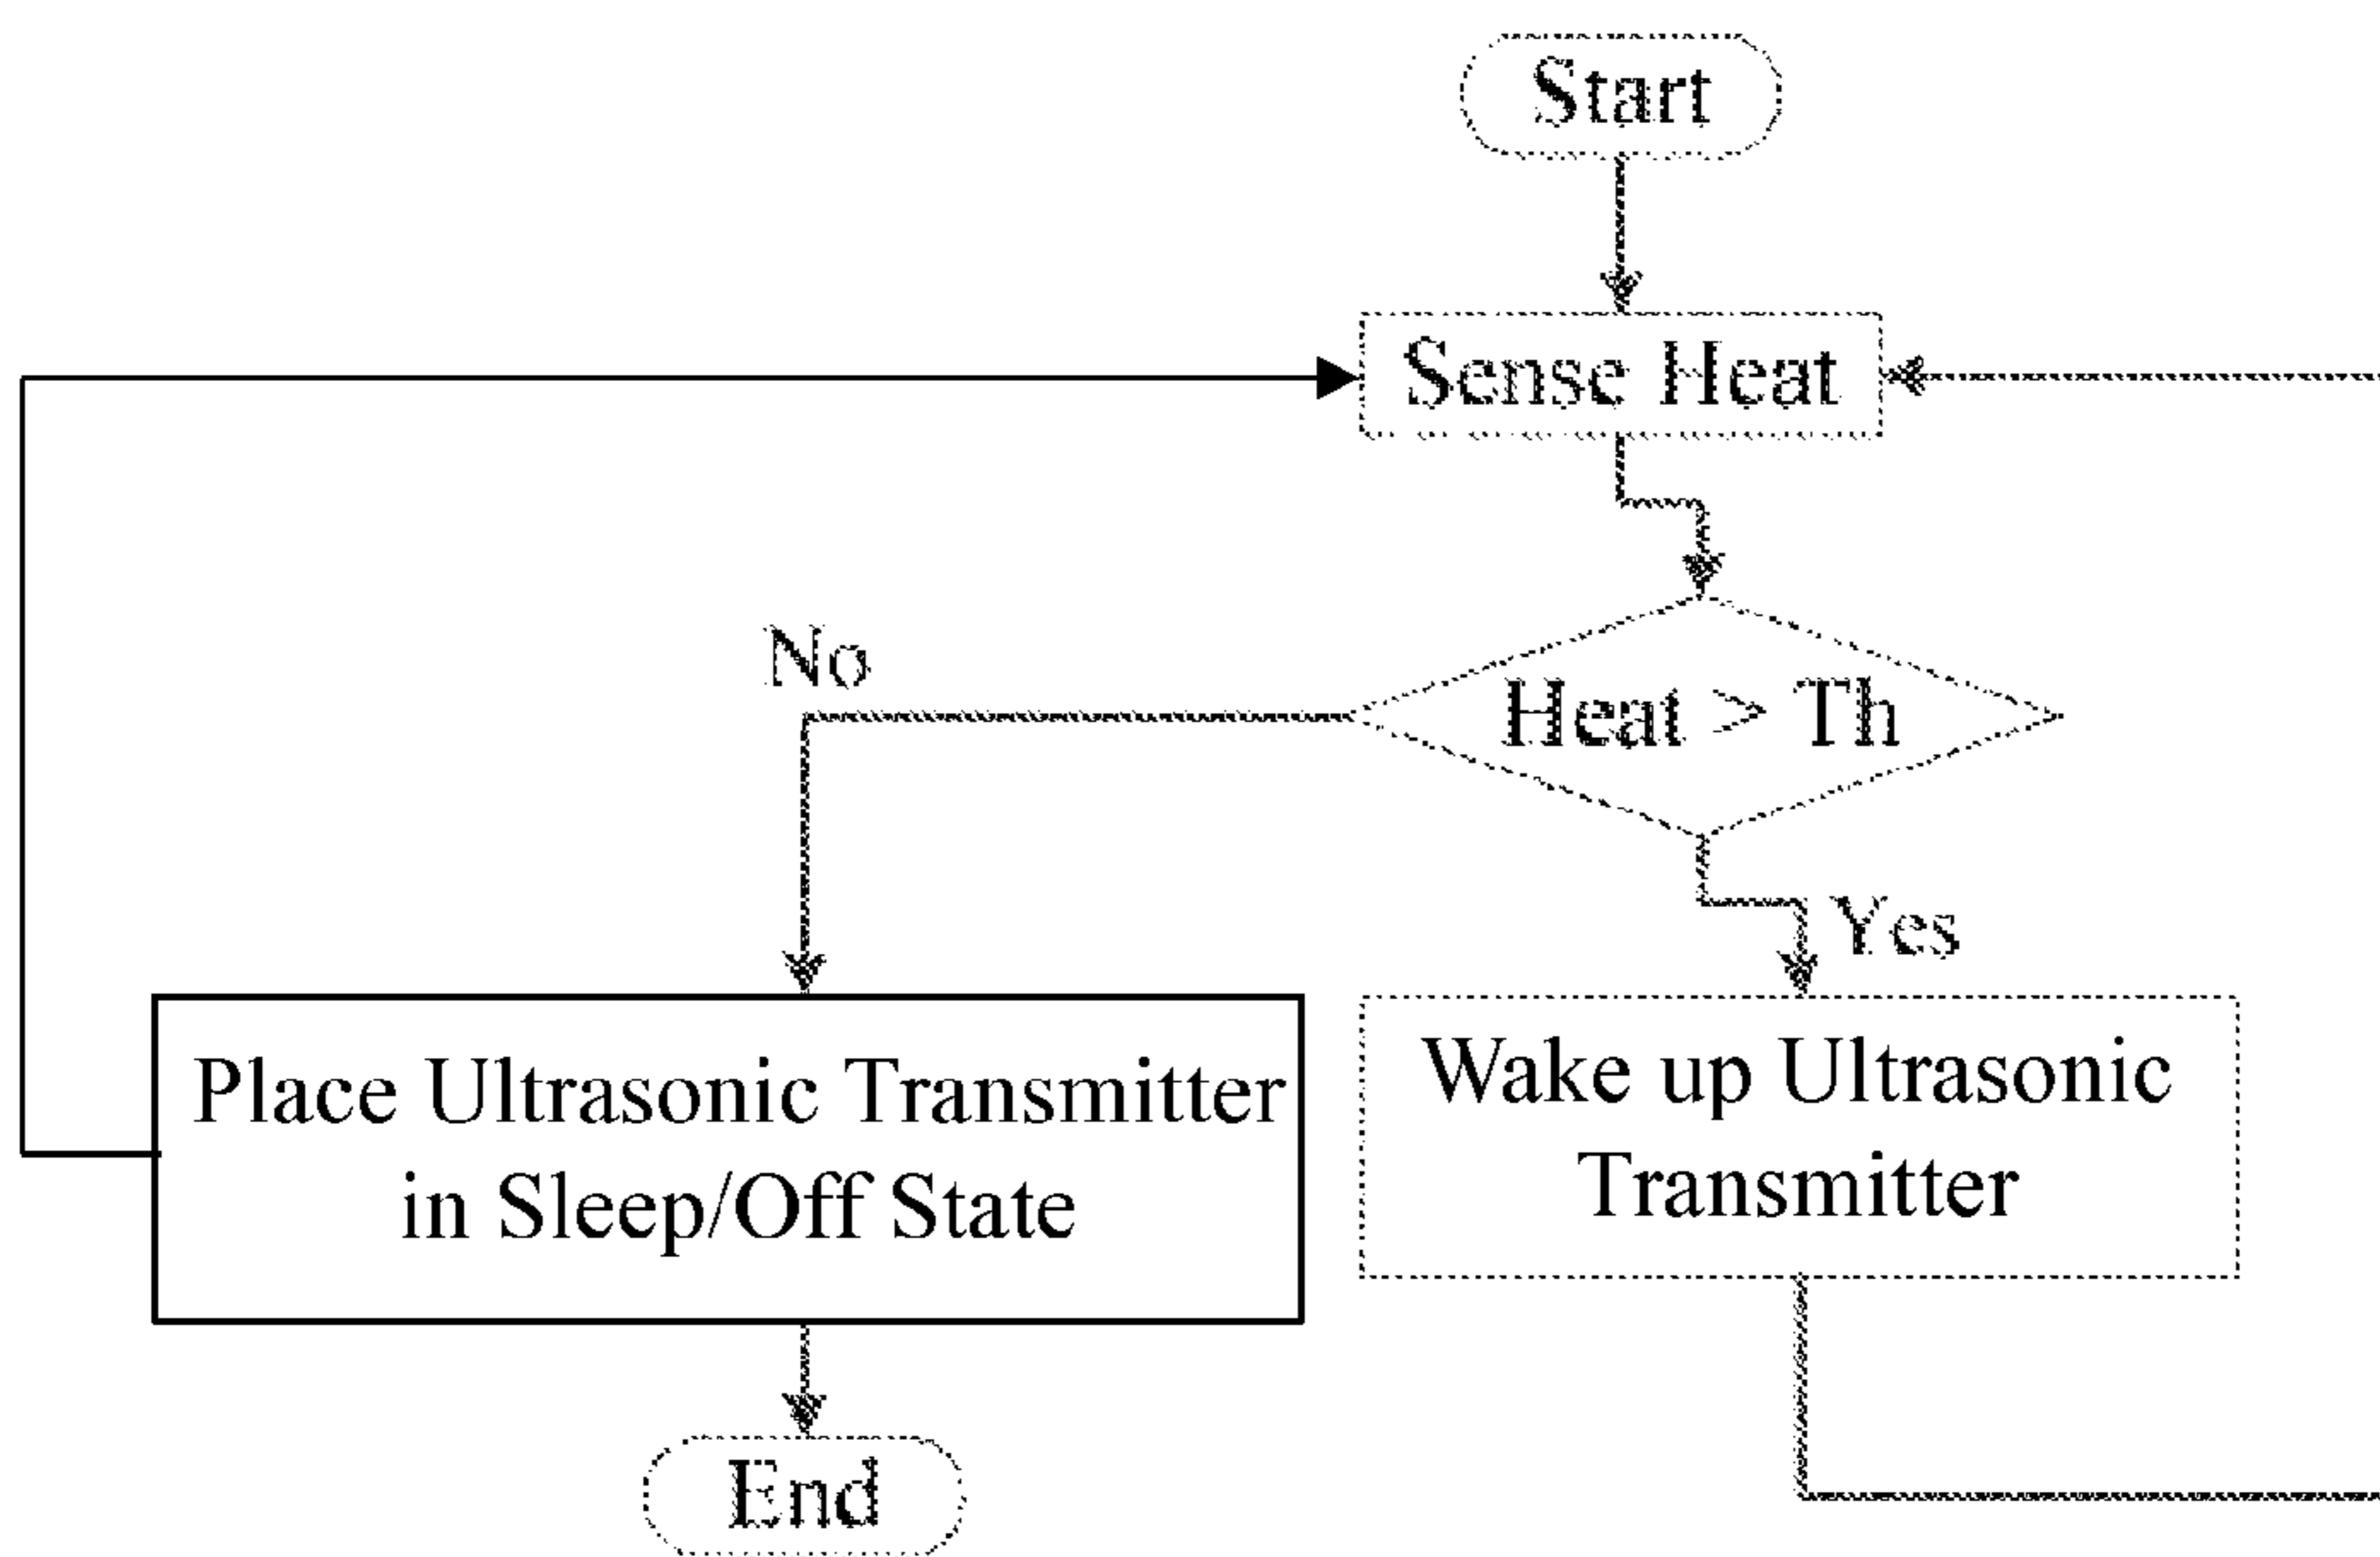 Start
Sense Heat
Heat > Th
No
Yes
Place Ultrasonic Transmitter
in Sleep/Off State
Wake up Ultrasonic
Transmitter
End